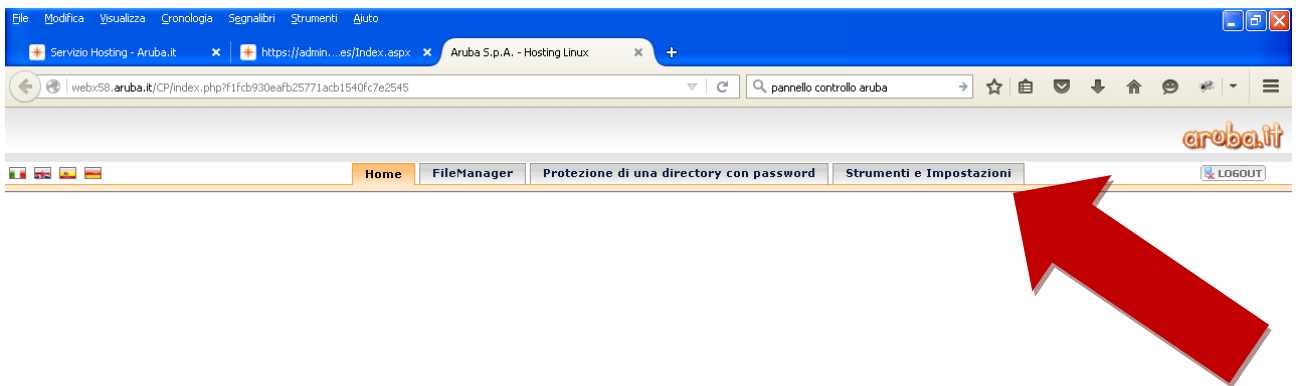 File Modifica Visualizza Cronologia Segnalibri Strumenti Aiuto
Servizio Hosting - Aruba.it https://admin....es/Index.aspx Aruba S.p.A. - Hosting Linux
webx58.aruba.it/CP/index.php?f1fcb930eafb25771acb1540fc7e2545 pannello controllo aruba
aruba.it
Home FileManager Protezione di una directory con password Strumenti e Impostazioni LOGOUT